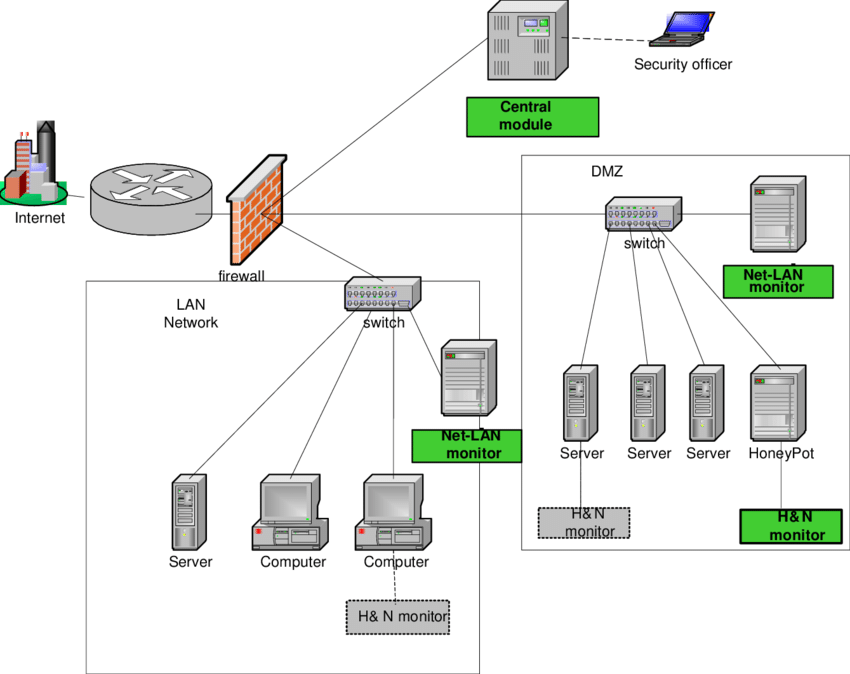 Security officer
Central
module
Internet
firewall
DMZ
switch
Net-LAN
monitor
LAN
Network
switch
Net-LAN
monitor
Server
Server
Server
HoneyPot
H& N
monitor
H& N
monitor
Server
Computer
Computer
H& N monitor